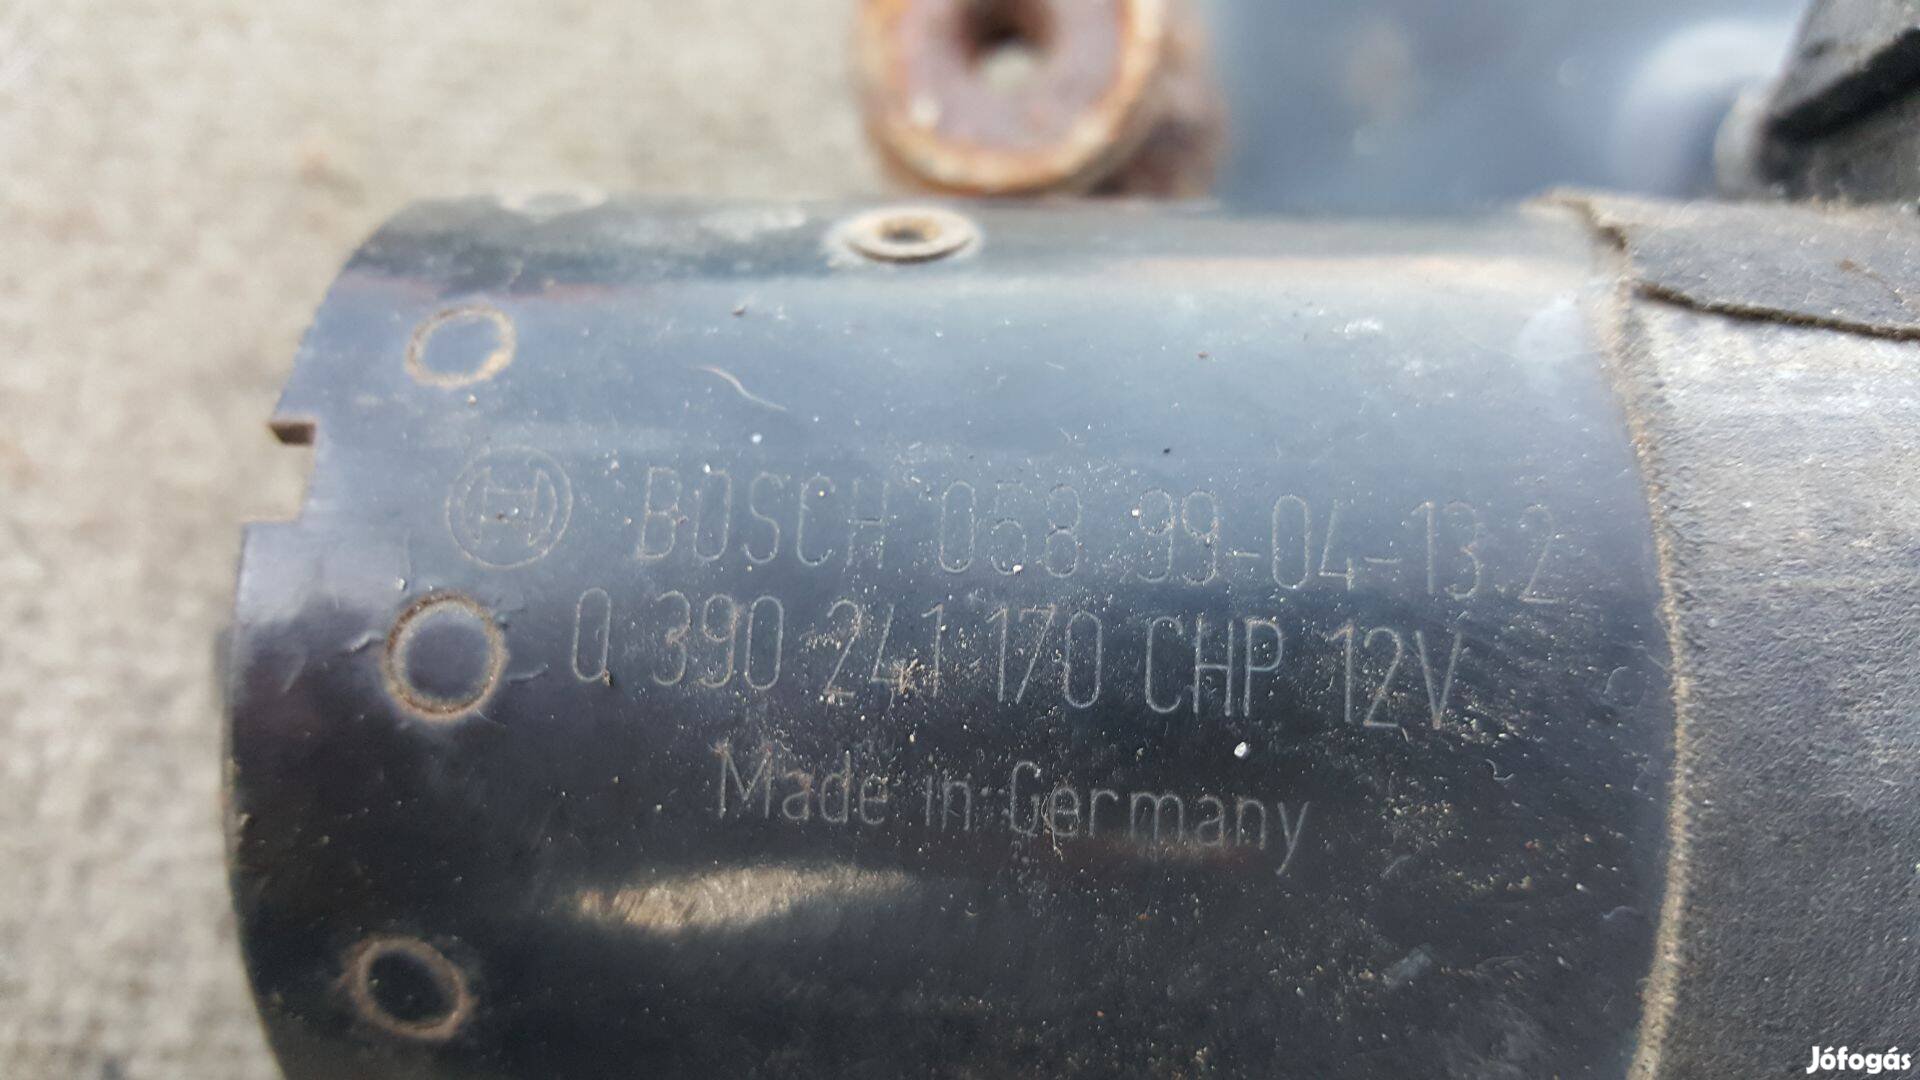 BOSCH 058 99-04-13.2
0 390 241 170 CHP 12V
Made in Germany
Jófogás